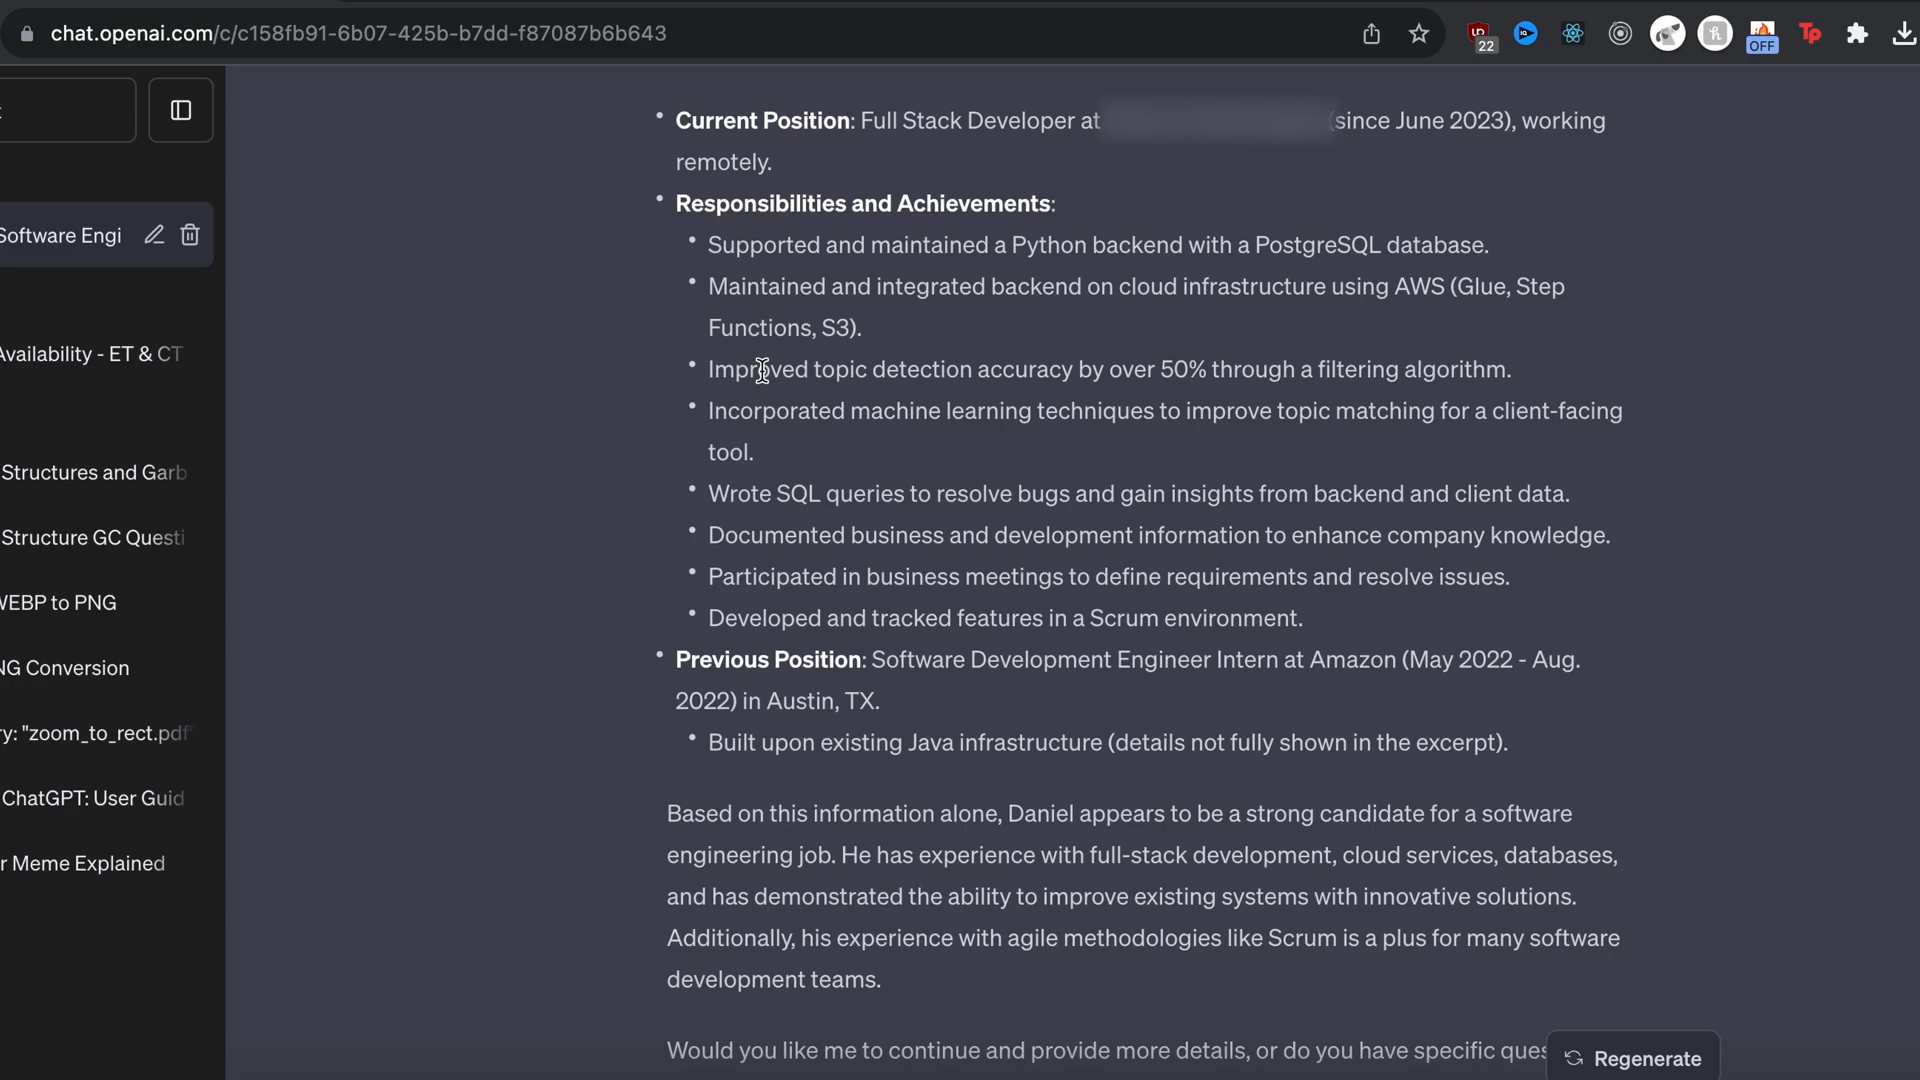 chat.openai.com/c/c158fb91-6b07-425b-b7dd-f87087b6b643
22
OFF
Tp
Software Engi
Availability - ET & CT
Structures and Garb
Structure GC Questi
WEBP to PNG
NG Conversion
ry: "zoom_to_rect.pdf"
ChatGPT: User Guid
r Meme Explained
• Current Position: Full Stack Developer at (since June 2023), working
remotely.
• Responsibilities and Achievements:
• Supported and maintained a Python backend with a PostgreSQL database.
• Maintained and integrated backend on cloud infrastructure using AWS (Glue, Step
Functions, S3).
• Improved topic detection accuracy by over 50% through a filtering algorithm.
• Incorporated machine learning techniques to improve topic matching for a client-facing
tool.
• Wrote SQL queries to resolve bugs and gain insights from backend and client data.
• Documented business and development information to enhance company knowledge.
• Participated in business meetings to define requirements and resolve issues.
• Developed and tracked features in a Scrum environment.
• Previous Position: Software Development Engineer Intern at Amazon (May 2022 - Aug.
2022) in Austin, TX.
• Built upon existing Java infrastructure (details not fully shown in the excerpt).
Based on this information alone, Daniel appears to be a strong candidate for a software
engineering job. He has experience with full-stack development, cloud services, databases,
and has demonstrated the ability to improve existing systems with innovative solutions.
Additionally, his experience with agile methodologies like Scrum is a plus for many software
development teams.
Would you like me to continue and provide more details, or do you have specific ques
Regenerate